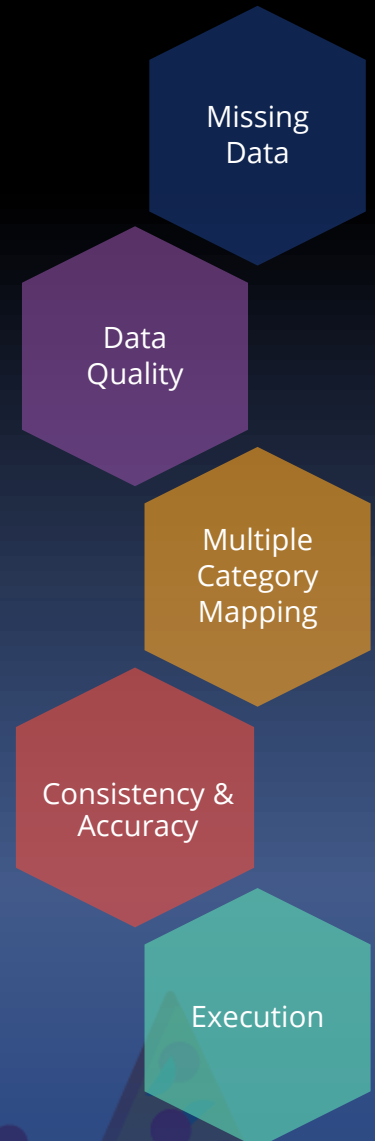 Missing
Data
Data
Quality
Multiple
Category
Mapping
Consistency &
Accuracy
Execution